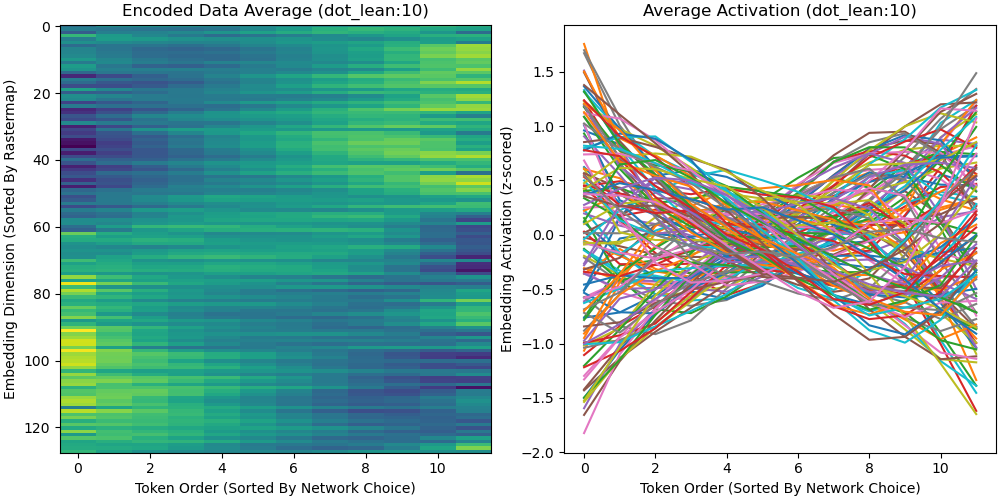 Encoded Data Average (dot_lean:10)
Embedding Dimension (Sorted By Rastermap)
0
20
40
60
80
100
120
0 2 4 6 8 10
Token Order (Sorted By Network Choice)
Average Activation (dot_lean:10)
Embedding Activation (z-scored)
1.5
1.0
0.5
0.0
−0.5
−1.0
−1.5
−2.0
0 2 4 6 8 10
Token Order (Sorted By Network Choice)